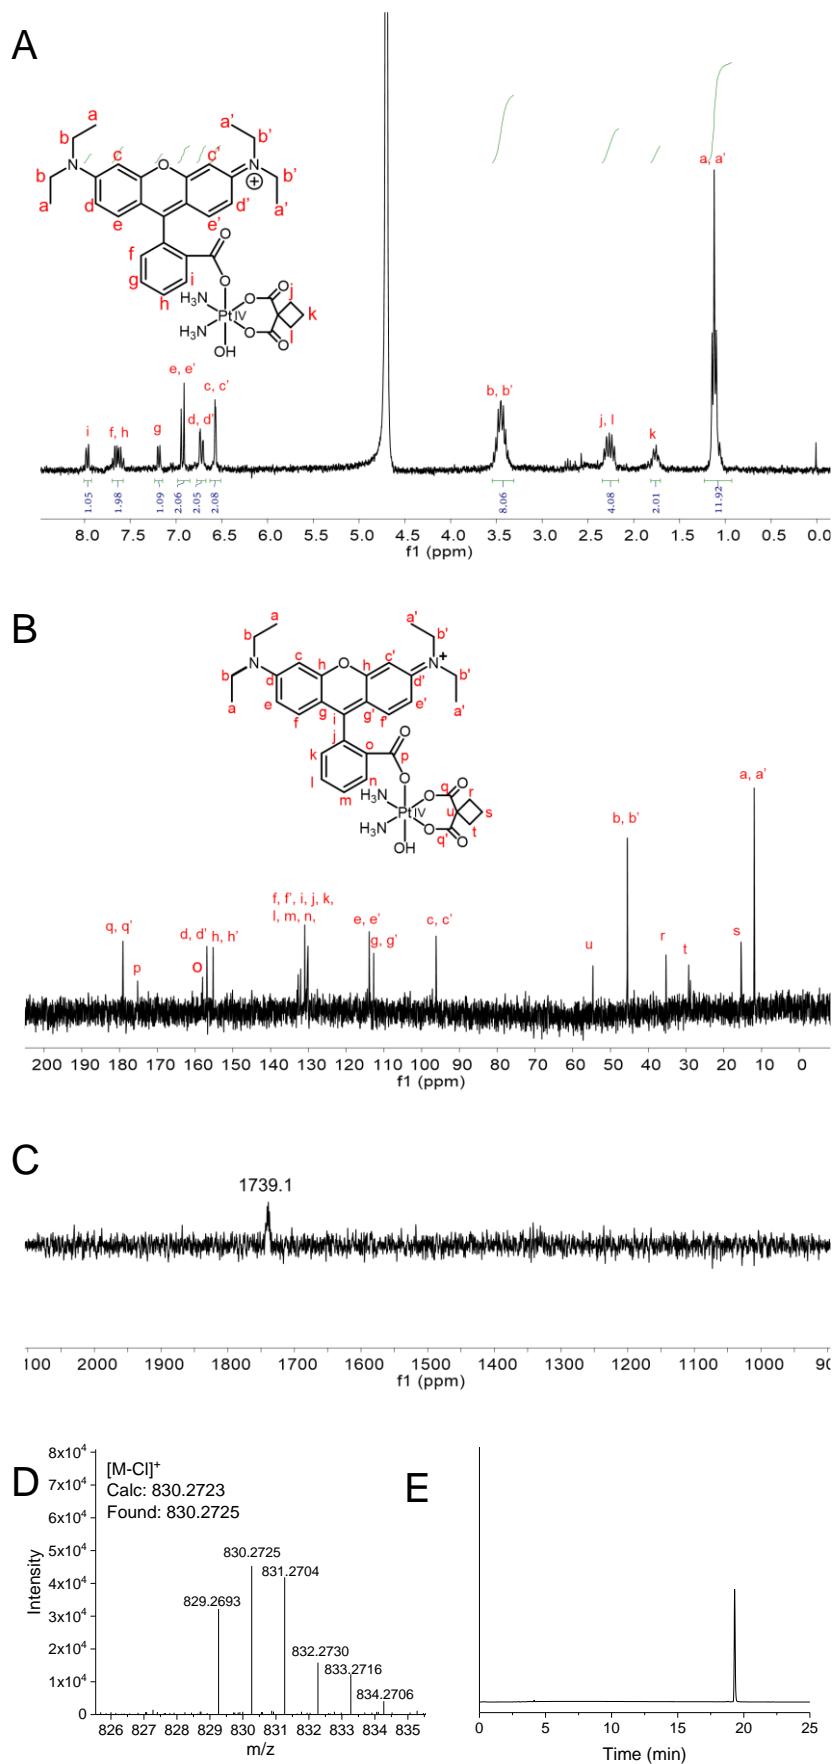 A
a
a'
b
b'
c
c'
N
O
N
⊕
b
b'
a'
a'
d
d'
e
e'
f
O
g
i
O
h
H₃N
O
O
j
Pt
IV
k
H₃N
O
l
OH
O
a, a'
e, e'
c, c'
b, b'
i
f, h
g
d, d'
j, l
k
1.05
1.98
1.09
2.06
2.05
2.08
8.06
4.08
2.01
11.92
8.0 7.5 7.0 6.5 6.0 5.5 5.0 4.5 4.0 3.5 3.0 2.5 2.0 1.5 1.0 0.5 0.0
f1 (ppm)
B
a
a'
b
b'
c
c'
h
O
h
N
N
+
b
d
d'
b'
a
e
g
g'
e'
a'
f
i
f'
j
O
k
o
p
l
n
O
q
O
m
H₃N
O
r
Pt
IV
u
s
H₃N
O
t
OH
q'
O
a, a'
b, b'
f, f', i, j, k,
l, m, n,
q, q'
d, d'
h, h'
e, e'
c, c'
g, g'
p
O
u
r
t
s
200 190 180 170 160 150 140 130 120 110 100 90 80 70 60 50 40 30 20 10 0
f1 (ppm)
C
1739.1
100 2000 1900 1800 1700 1600 1500 1400 1300 1200 1100 1000 90
f1 (ppm)
D
[M-Cl]⁺
Calc: 830.2723
Found: 830.2725
8x10⁴
7x10⁴
6x10⁴
5x10⁴
4x10⁴
3x10⁴
2x10⁴
1x10⁴
0
Intensity
830.2725
831.2704
829.2693
832.2730
833.2716
834.2706
826 827 828 829 830 831 832 833 834 835
m/z
E
0 5 10 15 20 25
Time (min)